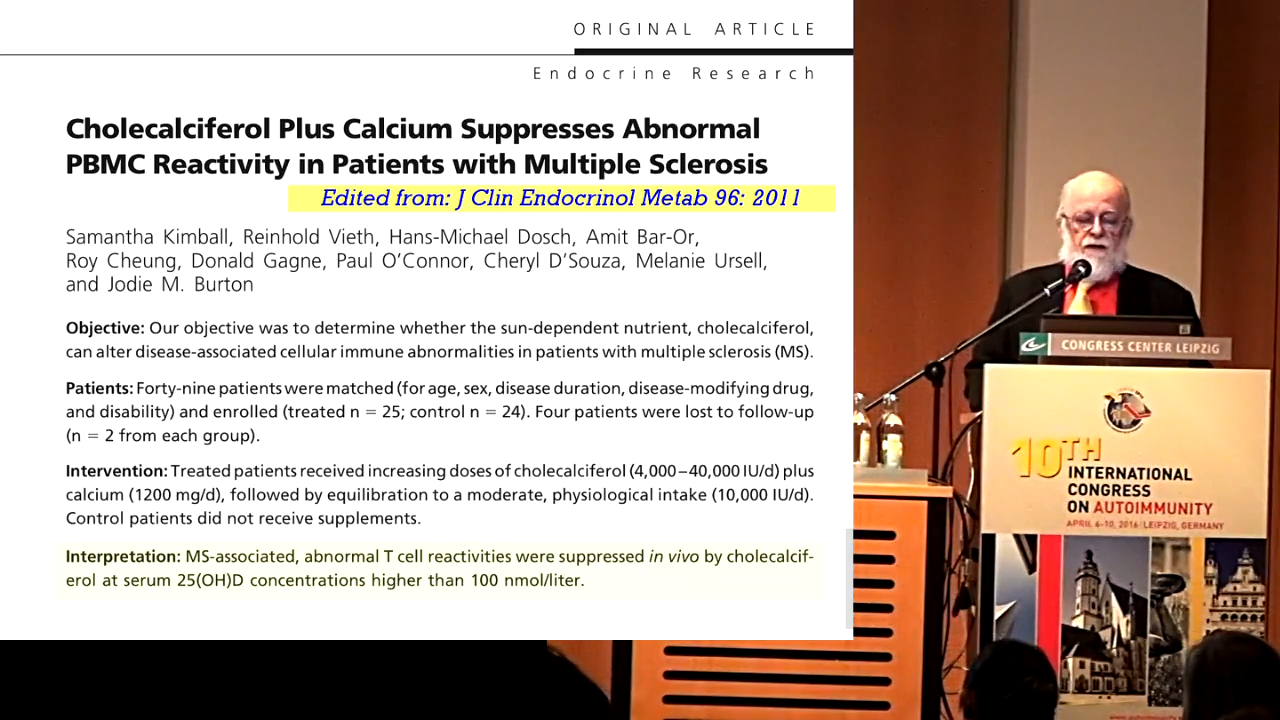 ORIGINAL ARTICLE
Endocrine Research
Cholecalciferol Plus Calcium Suppresses Abnormal
PBMC Reactivity in Patients with Multiple Sclerosis
Edited from: J Clin Endocrinol Metab 96: 2011
Samantha Kimball, Reinhold Vieth, Hans-Michael Dosch, Amit Bar-Or,
Roy Cheung, Donald Gagne, Paul O’Connor, Cheryl D’Souza, Melanie Ursell,
and Jodie M. Burton
Objective: Our objective was to determine whether the sun-dependent nutrient, cholecalciferol,
can alter disease-associated cellular immune abnormalities in patients with multiple sclerosis (MS).
Patients: Forty-nine patients were matched (for age, sex, disease duration, disease-modifying drug,
and disability) and enrolled (treated n = 25; control n = 24). Four patients were lost to follow-up
(n = 2 from each group).
Intervention: Treated patients received increasing doses of cholecalciferol (4,000–40,000 IU/d) plus
calcium (1200 mg/d), followed by equilibration to a moderate, physiological intake (10,000 IU/d).
Control patients did not receive supplements.
Interpretation: MS-associated, abnormal T cell reactivities were suppressed in vivo by cholecalcif-
erol at serum 25(OH)D concentrations higher than 100 nmol/liter.
CONGRESS CENTER LEIPZIG
10TH
INTERNATIONAL
CONGRESS
ON AUTOIMMUNITY
APRIL 6-10, 2016 LEIPZIG, GERMANY